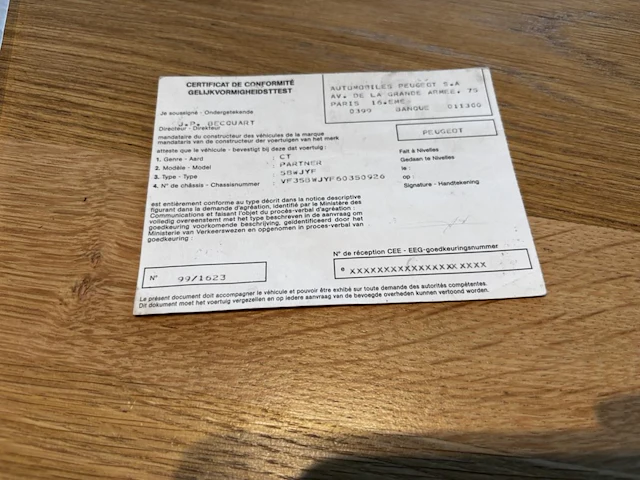 CERTIFICAT DE CONFORMITÉ
GELIJKVORMIGHEIDSTTEST
AUTOMOBILES PEUGEOT S.A
AV. DE LA GRANDE ARMEE. 75
PARIS 16.EME
0399 BANQUE 011300
Je soussigné - Ondergetekende
J.P. BECQUART
Directeur - Direkteur
PEUGEOT
mandataire du constructeur des véhicules de la marque
mandataris van de constructeur der voertuigen van het merk
atteste que le véhicule - bevestigt bij deze dat voertuig :
1. Genre - Aard : CT
2. Modèle - Model : PARTNER
3. Type - Type : 5BWJYF
4. N° de châssis - Chassisnummer : VF35BWJYF60350926
Fait à Nivelles
Gedaan te Nivelles
le :
op :
Signature - Handtekening
est entièrement conforme au type décrit dans la notice descriptive
figurant dans la demande d'agréation, identifié par le Ministère des
Communications et faisant l'objet du procès-verbal d'agréation :
volledig overeenstemt met het type beschreven in de aanvraag om
goedkeuring voorkomende beschrijving, geïdentificeerd door het
Ministerie van Verkeerswezen en opgenomen in proces-verbal van
goedkeuring :
N° 99/1623
N° de réception CEE - EEG-goedkeuringsnummer
e XXXXXXXXXXXXXXXXX XXXX
Le présent document doit accompagner le véhicule et pouvoir être exhibé sur toute demande des autorités compétentes.
Dit dokument moet het voertuig vergezellen en op iedere aanvraag van de bevoegde overheden kunnen vertoond worden.